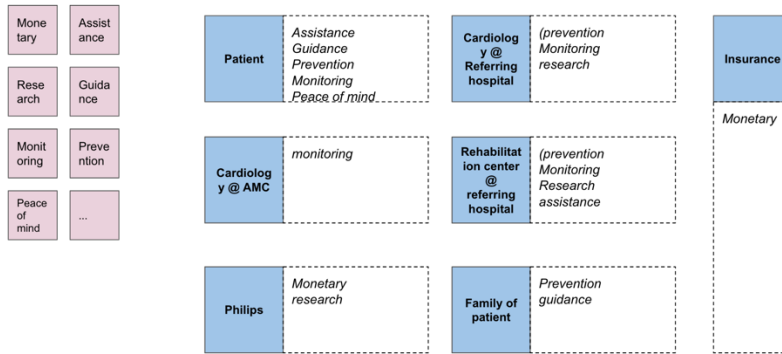 Mone
tary
Assist
ance
Rese
arch
Guida
nce
Monit
oring
Preve
ntion
Peace
of
mind
...
Patient
Assistance
Guidance
Prevention
Monitoring
Peace of mind
Cardiolog
y @
Referring
hospital
(prevention
Monitoring
research
Insurance
Monetary
Cardiolog
y @ AMC
monitoring
Rehabilitat
ion center
@
referring
hospital
(prevention
Monitoring
Research
assistance
Philips
Monetary
research
Family of
patient
Prevention
guidance